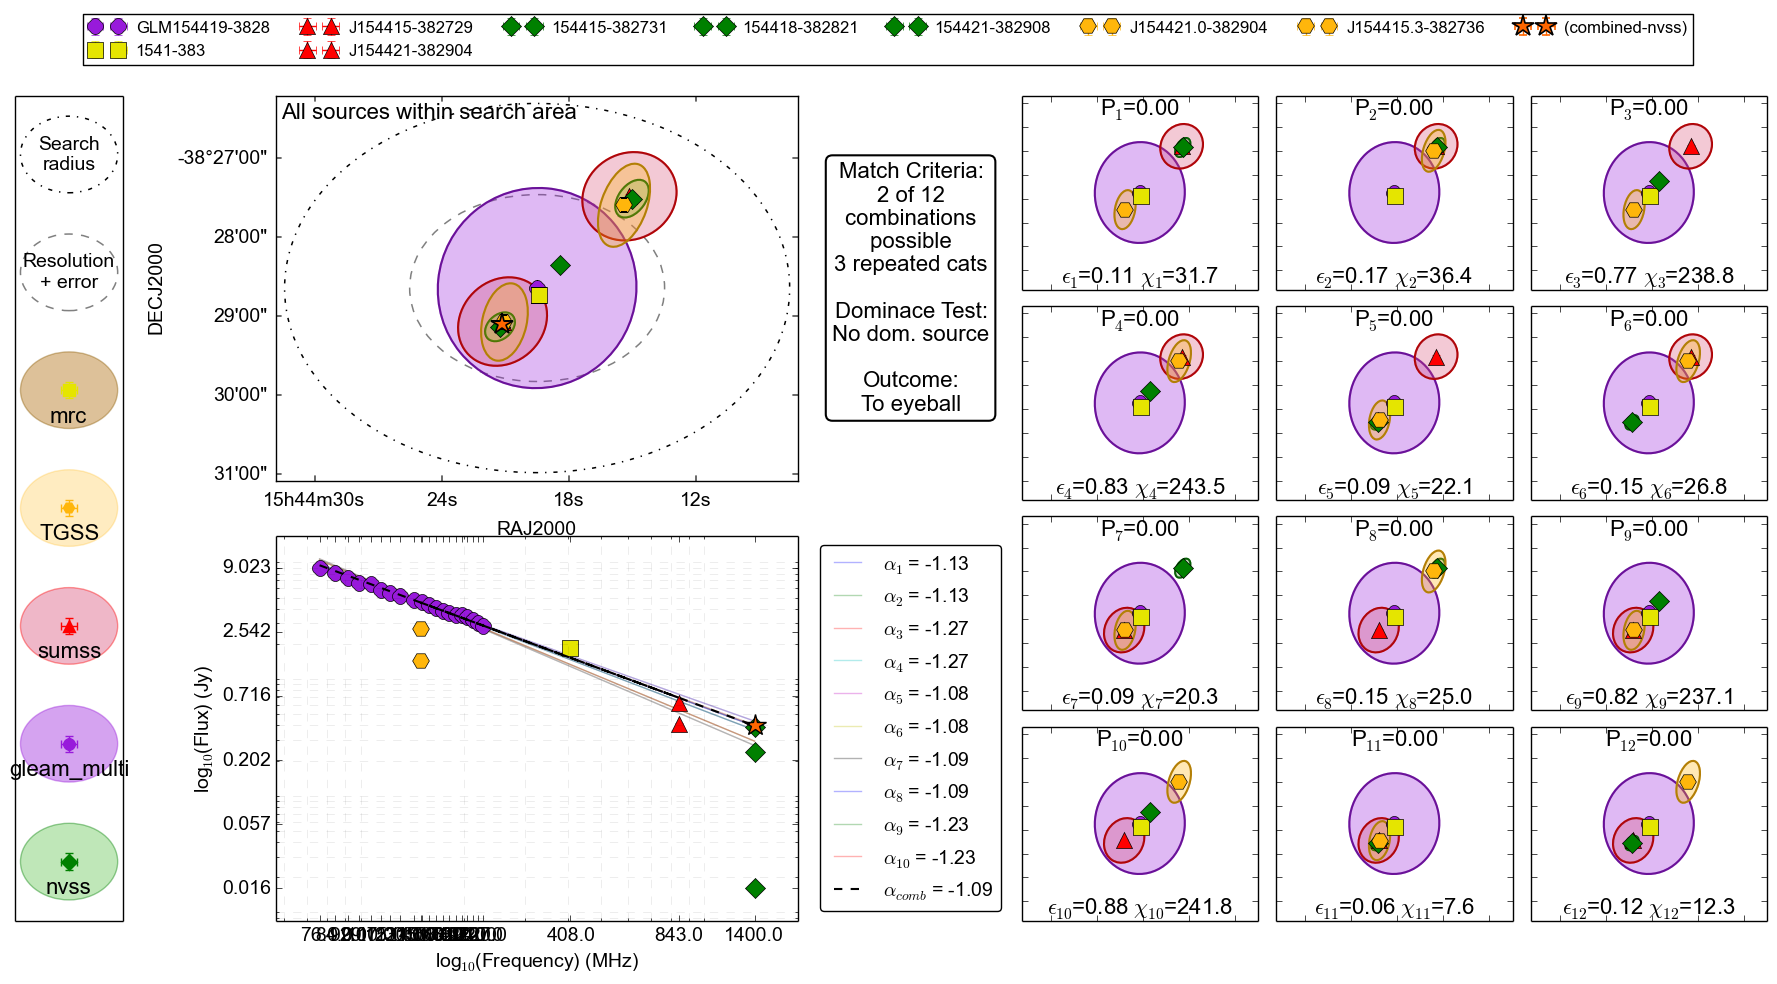 GLM154419-3828 J154415-382729 154415-382731 154418-382821 154421-382908 J154421.0-382904 J154415.3-382736 (combined-nvss)
1541-383 J154421-382904
Search
radius
Resolution
+ error
mrc
TGSS
sumss
gleam_multi
nvss
All sources within search area
DECJ2000
-38°27'00"
28'00"
29'00"
30'00"
31'00"
15h44m30s 24s 18s 12s
RAJ2000
Match Criteria:
2 of 12
combinations
possible
3 repeated cats
Dominace Test:
No dom. source
Outcome:
To eyeball
log10(Flux) (Jy)
9.023
2.542
0.716
0.202
0.057
0.016
408.0 843.0 1400.0
log10(Frequency) (MHz)
α1 = -1.13
α2 = -1.13
α3 = -1.27
α4 = -1.27
α5 = -1.08
α6 = -1.08
α7 = -1.09
α8 = -1.09
α9 = -1.23
α10 = -1.23
αcomb = -1.09
P1=0.00 P2=0.00 P3=0.00
ϵ1=0.11 χ1=31.7 ϵ2=0.17 χ2=36.4 ϵ3=0.77 χ3=238.8
P4=0.00 P5=0.00 P6=0.00
ϵ4=0.83 χ4=243.5 ϵ5=0.09 χ5=22.1 ϵ6=0.15 χ6=26.8
P7=0.00 P8=0.00 P9=0.00
ϵ7=0.09 χ7=20.3 ϵ8=0.15 χ8=25.0 ϵ9=0.82 χ9=237.1
P10=0.00 P11=0.00 P12=0.00
ϵ10=0.88 χ10=241.8 ϵ11=0.06 χ11=7.6 ϵ12=0.12 χ12=12.3